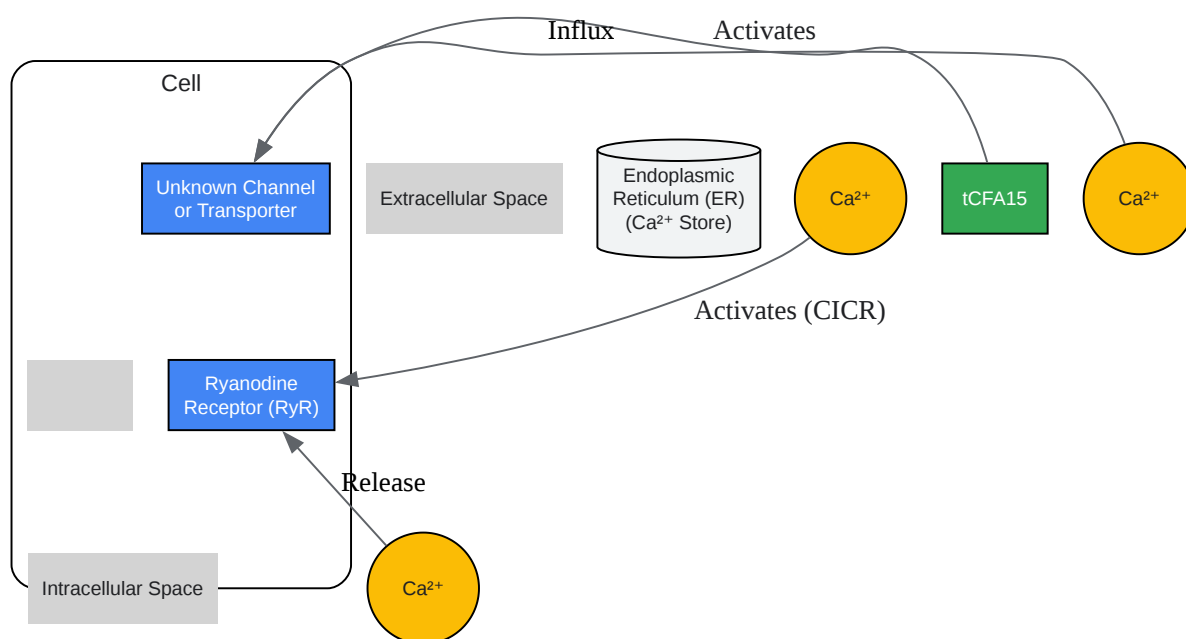 Influx
Activates
Cell
Unknown Channel
or Transporter
Extracellular Space
Endoplasmic
Reticulum (ER)
(Ca²⁺ Store)
Ca²⁺
tCFA15
Ca²⁺
Activates (CICR)
Ryanodine
Receptor (RyR)
Release
Intracellular Space
Ca²⁺